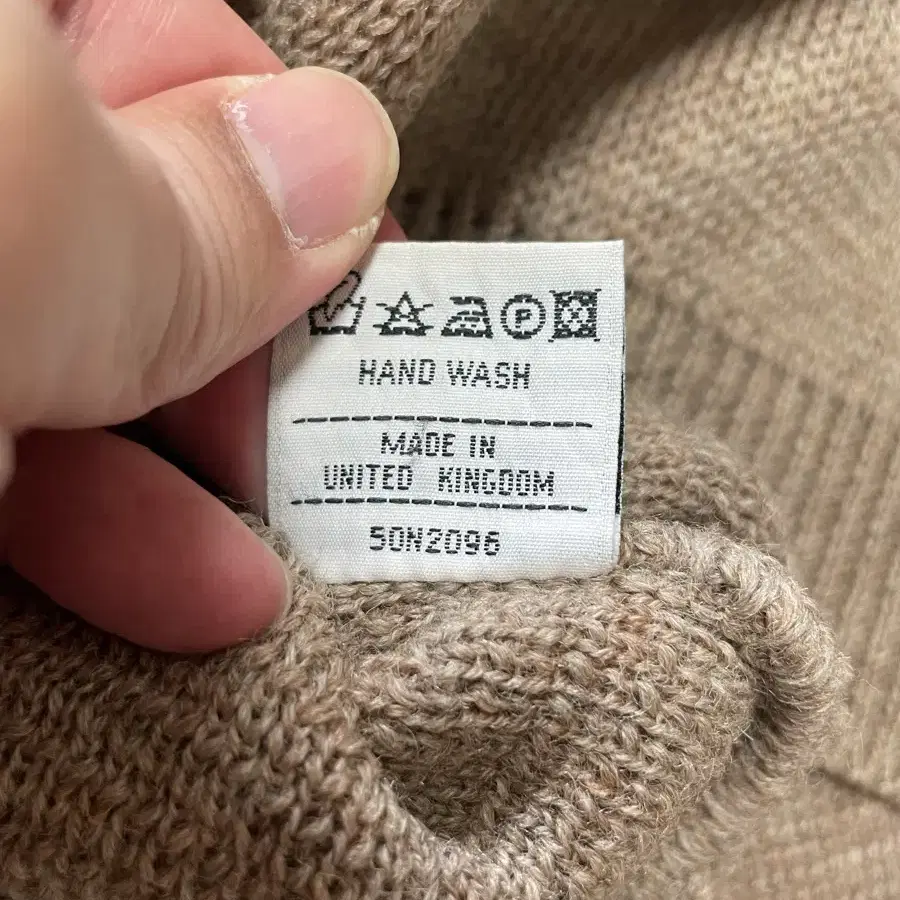 P
HAND WASH
MADE IN
UNITED KINGDOM
50N2096